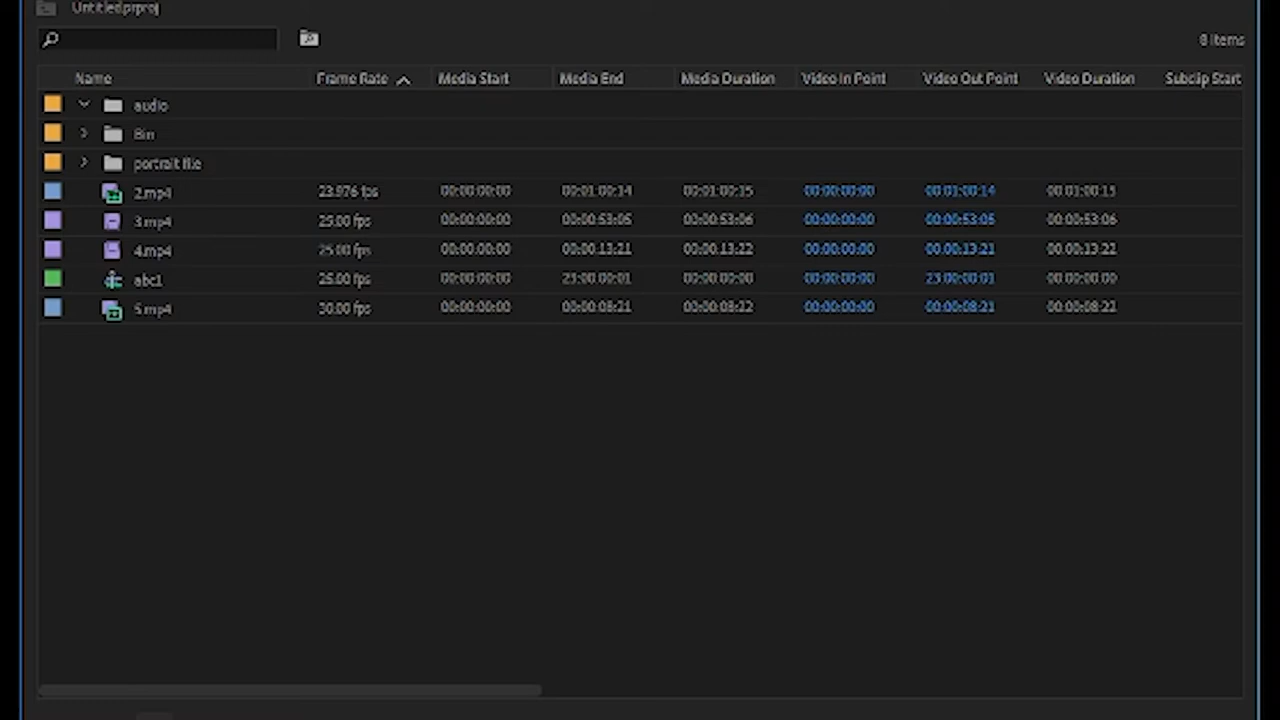 Untitled.prproj
8 Items
Name Frame Rate Media Start Media End Media Duration Video In Point Video Out Point Video Duration Subclip Start
audio
Bin
portrait file
2.mp4 23.976 fps 00:00:00:00 00:01:00:14 00:01:00:15 00:00:00:00 00:01:00:14 00:01:00:15
3.mp4 25.00 fps 00:00:00:00 00:00:53:05 00:00:53:06 00:00:00:00 00:00:53:05 00:00:53:06
4.mp4 25.00 fps 00:00:00:00 00:00:13:21 00:00:13:22 00:00:00:00 00:00:13:21 00:00:13:22
abc1 25.00 fps 00:00:00:00 23:00:00:01 00:00:00:00 00:00:00:00 23:00:00:01 00:00:00:00
5.mp4 30.00 fps 00:00:00:00 00:00:08:21 00:00:08:22 00:00:00:00 00:00:08:21 00:00:08:22